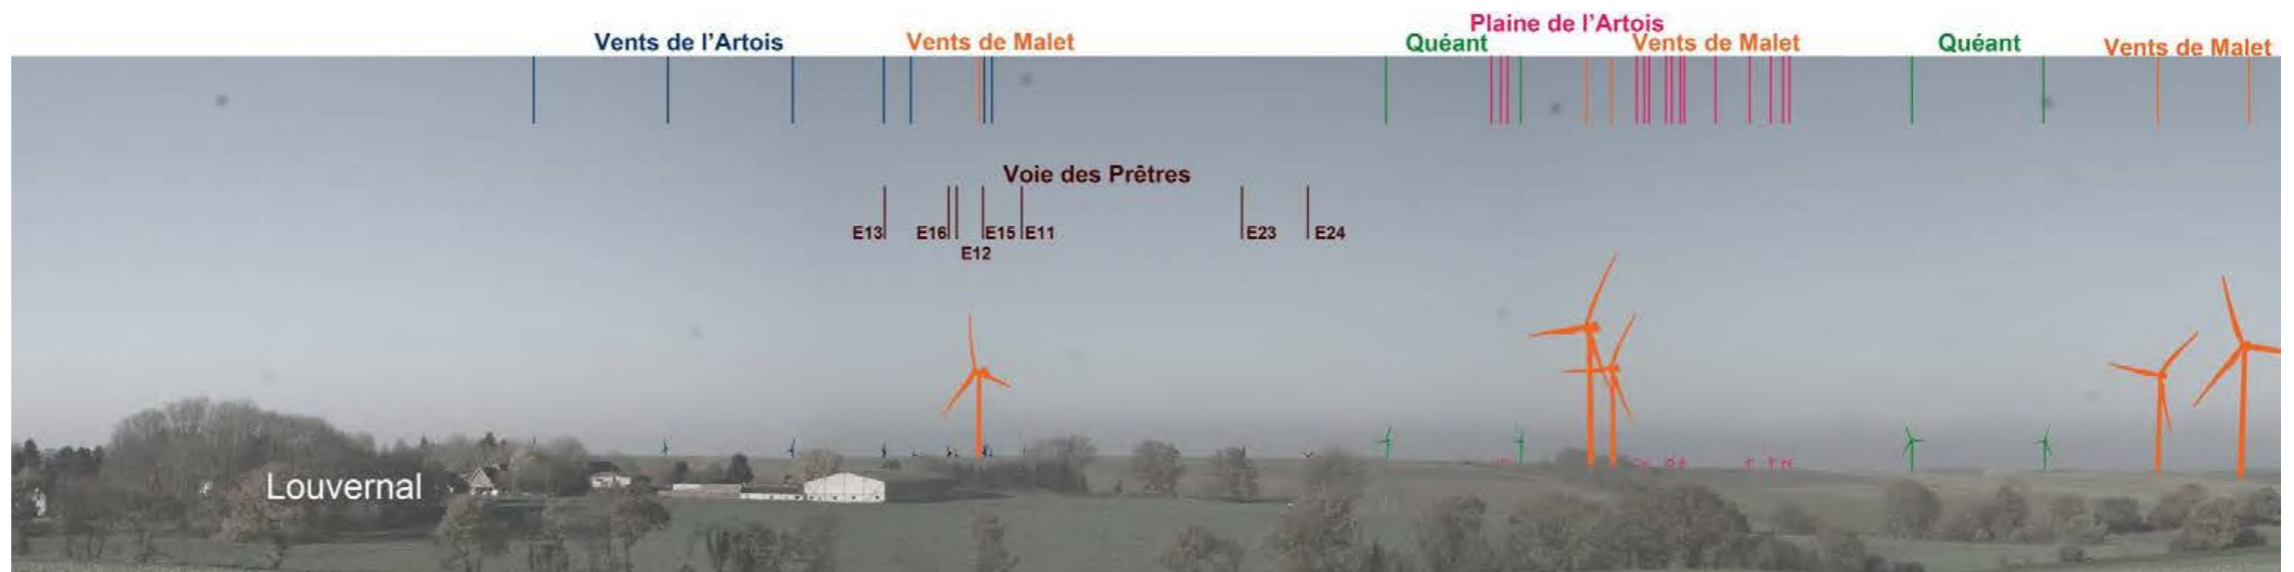 Plaine de l'Artois
Vents de l'Artois Vents de Malet Quéant Vents de Malet Quéant Vents de Malet
Voie des Prêtres
E13 E16 E15 E11 E23 E24
E12
Louvernal